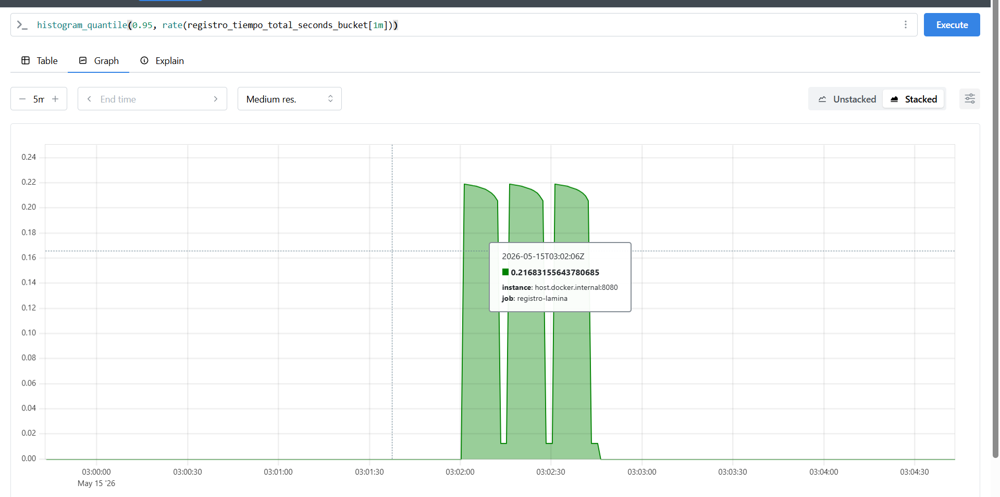 histogram_quantile(0.95, rate(registro_tiempo_total_seconds_bucket[1m]))
Execute
Table
Graph
Explain
5m
End time
Medium res.
Unstacked
Stacked
0.24
0.22
0.20
0.18
0.16
0.14
0.12
0.10
0.08
0.06
0.04
0.02
0.00
2026-05-15T03:02:06Z
0.21683155643780685
instance: host.docker.internal:8080
job: registro-lamina
03:00:00
03:00:30
03:01:00
03:01:30
03:02:00
03:02:30
03:03:00
03:03:30
03:04:00
03:04:30
May 15 '26